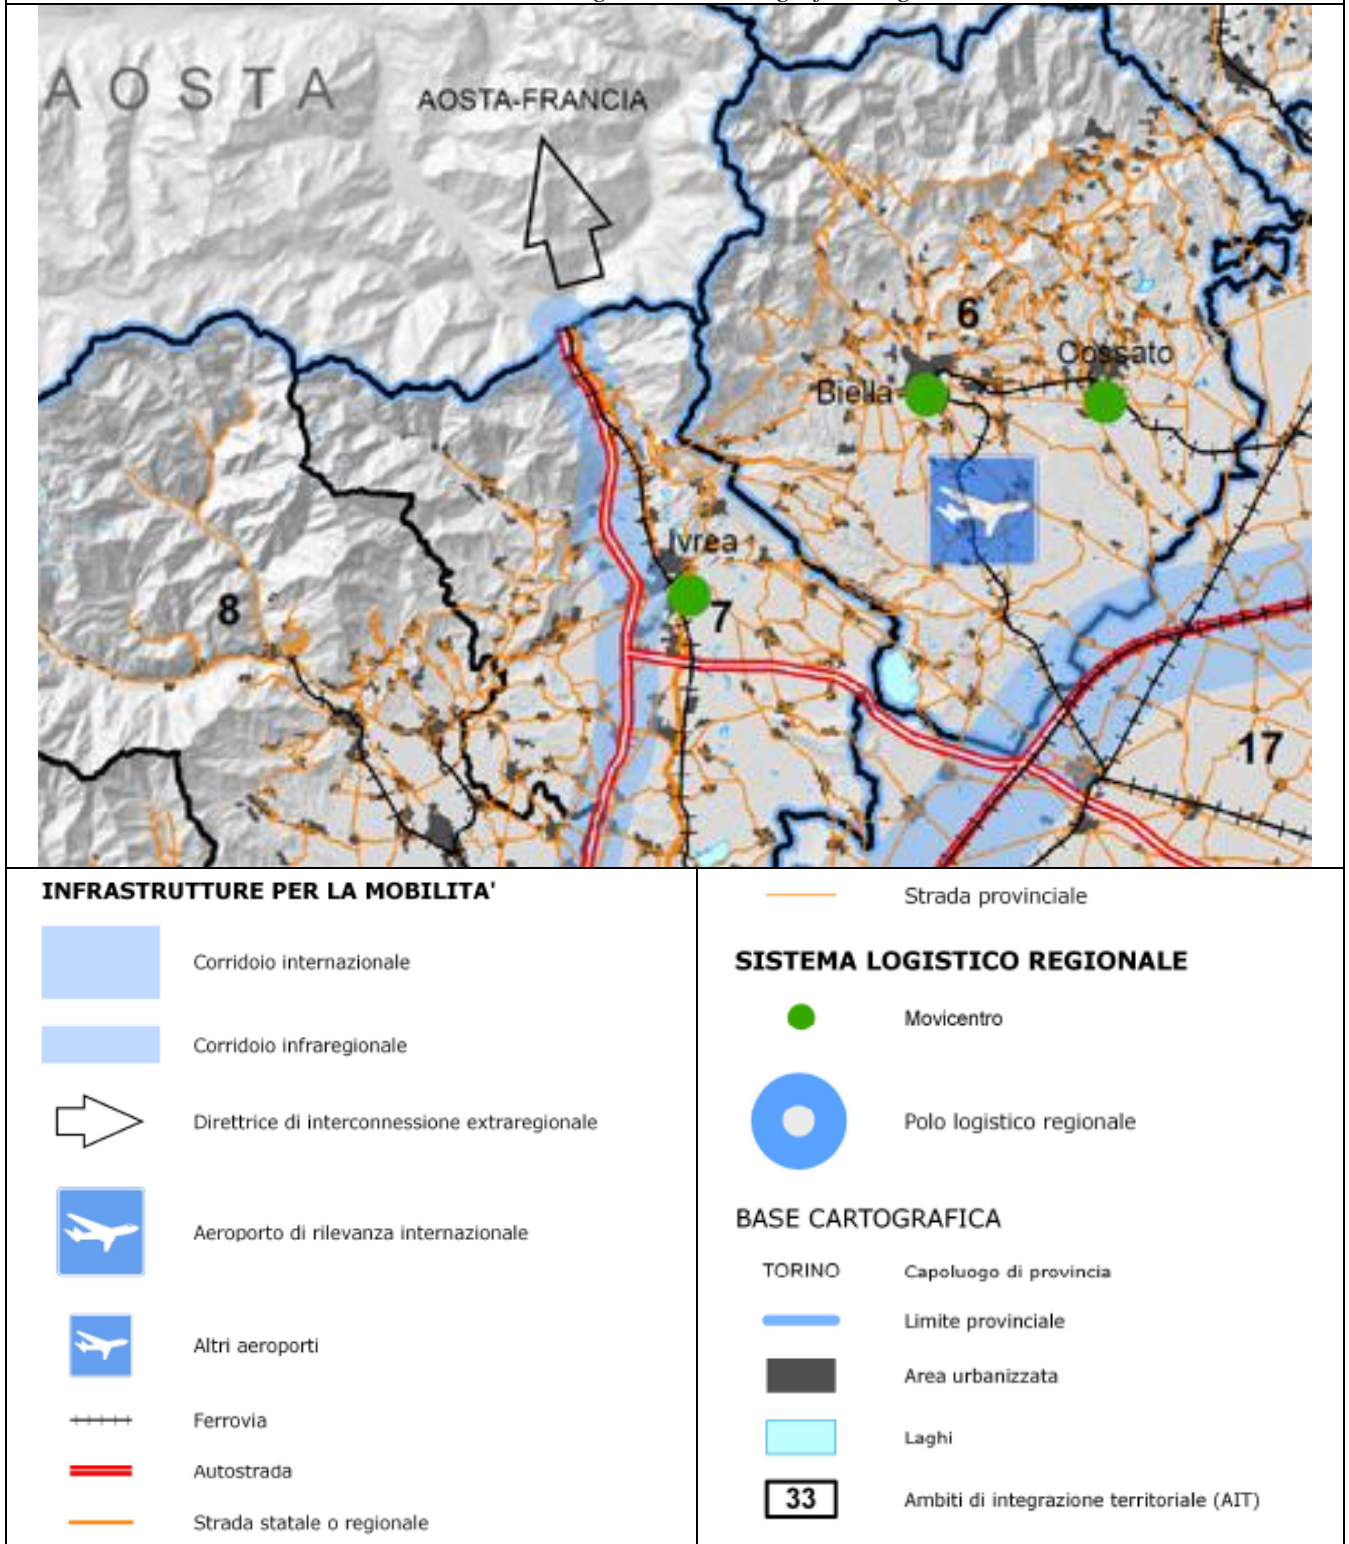 AOSTA
AOSTA-FRANCIA
6
Cossato
Biella
Ivrea
7
8
17
INFRASTRUTTURE PER LA MOBILITA'
Corridoio internazionale
Corridoio infraregionale
Direttrice di interconnessione extraregionale
Aeroporto di rilevanza internazionale
Altri aeroporti
Ferrovia
Autostrada
Strada statale o regionale
Strada provinciale
SISTEMA LOGISTICO REGIONALE
Movicentro
Polo logistico regionale
BASE CARTOGRAFICA
TORINO Capoluogo di provincia
Limite provinciale
Area urbanizzata
Laghi
33 Ambiti di integrazione territoriale (AIT)